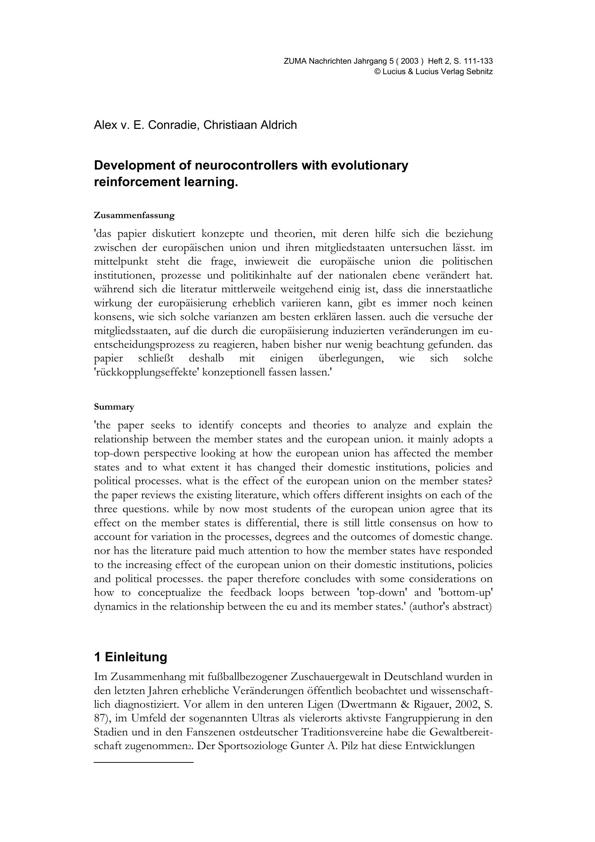 ZUMA Nachrichten Jahrgang 5 ( 2003 ) Heft 2, S. 111-133
© Lucius & Lucius Verlag Sebnitz
Alex v. E. Conradie, Christiaan Aldrich
Development of neurocontrollers with evolutionary
reinforcement learning.
Zusammenfassung
'das papier diskutiert konzepte und theorien, mit deren hilfe sich die beziehung
zwischen der europäischen union und ihren mitgliedstaaten untersuchen lässt. im
mittelpunkt steht die frage, inwieweit die europäische union die politischen
institutionen, prozesse und politikinhalte auf der nationalen ebene verändert hat.
während sich die literatur mittlerweile weitgehend einig ist, dass die innerstaatliche
wirkung der europäisierung erheblich variieren kann, gibt es immer noch keinen
konsens, wie sich solche variationen am besten erklären lassen. auch die versuche der
mitgliedsstaaten, auf die durch die europäisierung induzierten veränderungen im eu-
entscheidungsprozess zu reagieren, haben bisher nur wenig beachtung gefunden. das
papier schließt deshalb mit einigen überlegungen, wie sich solche
'rückkopplungseffekte' konzeptionell fassen lassen.'
Summary
'the paper seeks to identify concepts and theories to analyze and explain the
relationship between the member states and the european union. it mainly adopts a
top-down perspective looking at how the european union has affected the member
states and to what extent it has changed their domestic institutions, policies and
political processes. what is the effect of the european union on the member states?
the paper reviews the existing literature, which offers different insights on each of the
three questions. while by now most students of the european union agree that its
effect on the member states is differential, there is still little consensus on how to
account for variation in the processes, degrees and the outcomes of domestic change.
nor has the literature paid much attention to how the member states have responded
to the increasing effect of the european union on their domestic institutions, policies
and political processes. the paper therefore concludes with some considerations on
how to conceptualize the feedback loops between 'top-down' and 'bottom-up'
dynamics in the relationship between the eu and its member states.' (author's abstract)
1 Einleitung
Im Zusammenhang mit fußballbezogener Zuschauergewalt in Deutschland wurden in
den letzten Jahren erhebliche Veränderungen öffentlich beobachtet und wissenschaft-
lich diagnostiziert. Vor allem in den unteren Ligen (Dwertmann & Rigauer, 2002, S.
87), im Umfeld der sogenannten Ultras als vielerorts aktivste Fangruppierung in den
Stadien und in den Fanszenen ostdeutscher Traditionsvereine habe die Gewaltbereit-
schaft zugenommen2. Der Sportsoziologe Gunter A. Pilz hat diese Entwicklungen